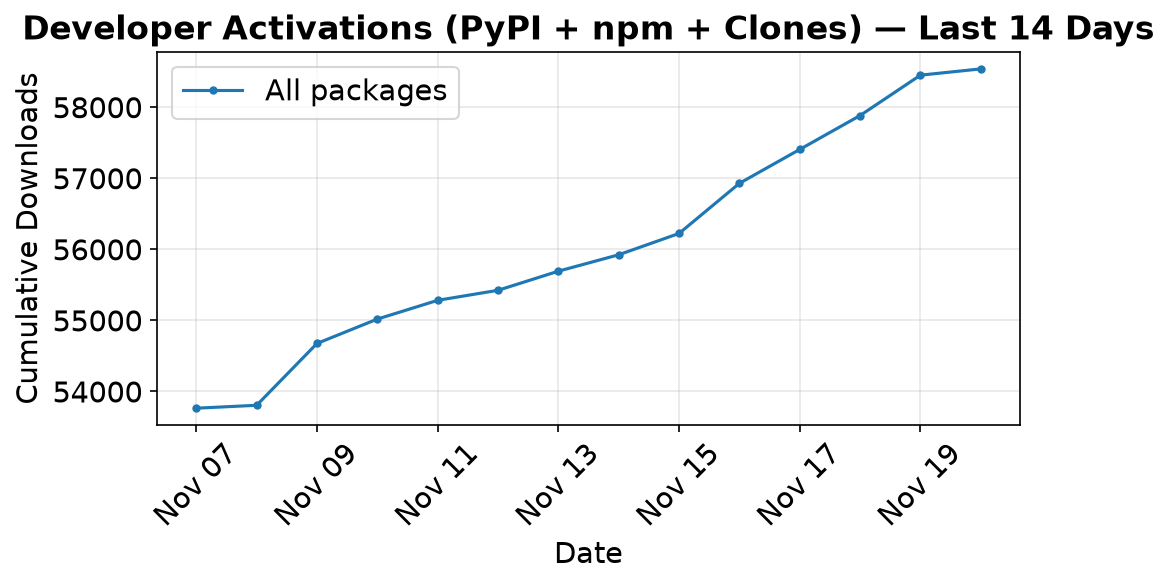 Developer Activations (PyPI + npm + Clones) — Last 14 Days
All packages
Cumulative Downloads
58000
57000
56000
55000
54000
Nov 07
Nov 09
Nov 11
Nov 13
Nov 15
Nov 17
Nov 19
Date